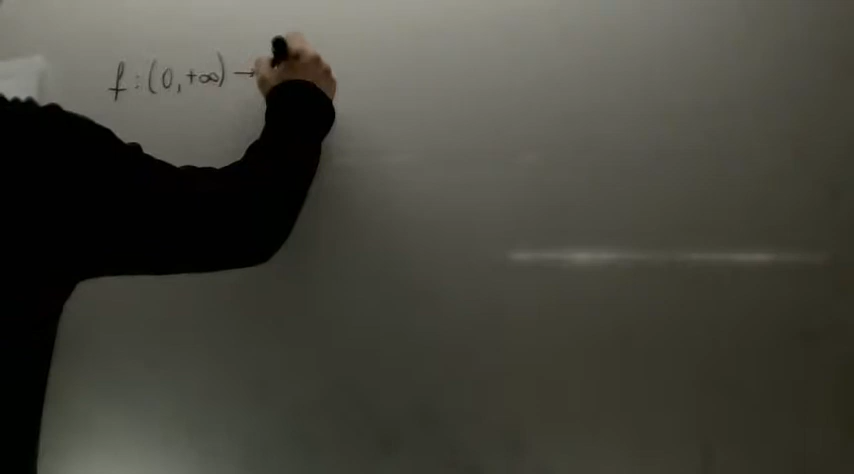 f : (0, +∞) →